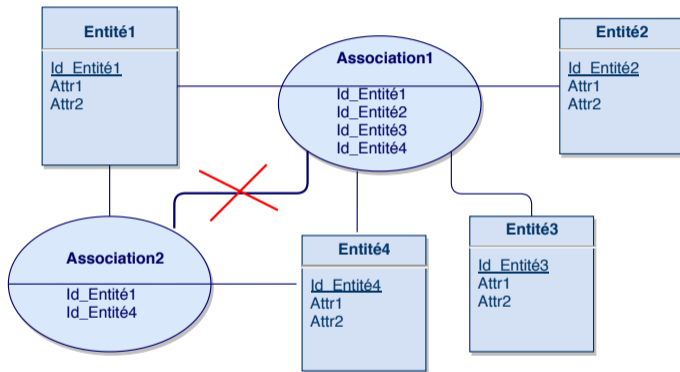 Entité1
Id_Entité1
Attr1
Attr2
Association1
Id_Entité1
Id_Entité2
Id_Entité3
Id_Entité4
Entité2
Id_Entité2
Attr1
Attr2
Association2
Id_Entité1
Id_Entité4
Entité4
Id_Entité4
Attr1
Attr2
Entité3
Id_Entité3
Attr1
Attr2